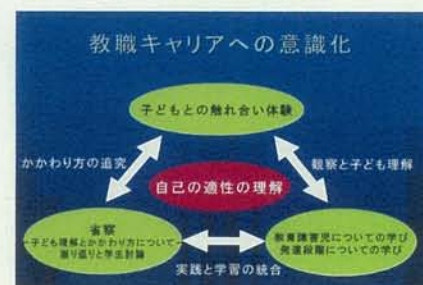 教職キャリアへの意識化
子どもとの触れ合い体験
かかわり方の追究
観察と子ども理解
自己の適性の理解
省察
子ども理解とかかわり方について
振り返りと学生討論
教育障害児についての学び
発達段階についての学び
実践と学習の統合